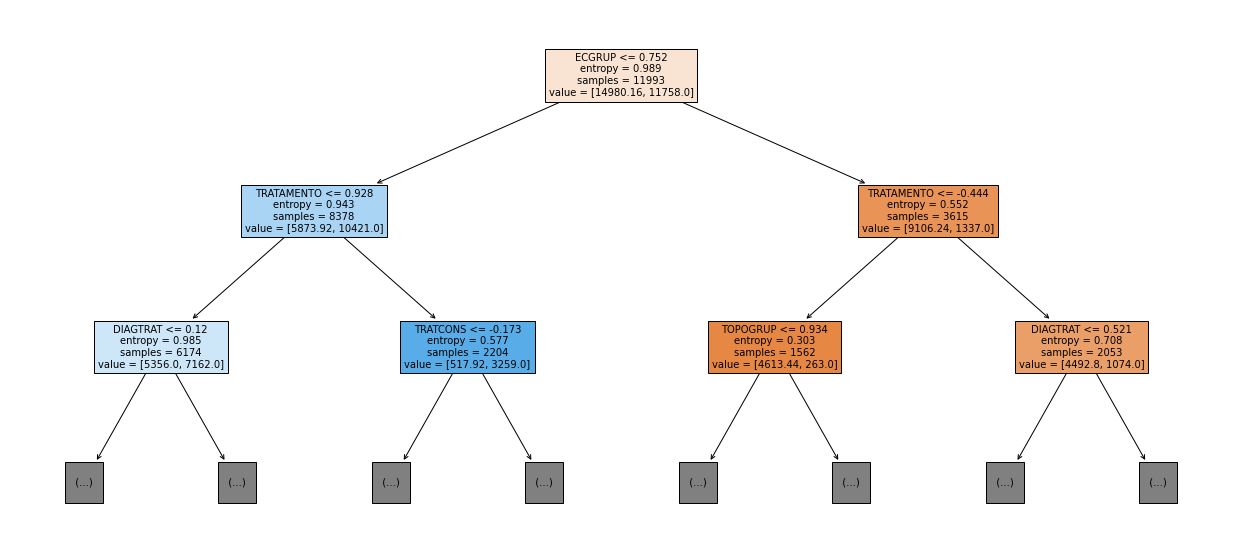 ECGRUP <= 0.752
entropy = 0.989
samples = 11993
value = [14980.16, 11758.0]
TRATAMENTO <= 0.928
entropy = 0.943
samples = 8378
value = [5873.92, 10421.0]
TRATAMENTO <= -0.444
entropy = 0.552
samples = 3615
value = [9106.24, 1337.0]
DIAGTRAT <= 0.12
entropy = 0.985
samples = 6174
value = [5356.0, 7162.0]
TRATCONS <= -0.173
entropy = 0.577
samples = 2204
value = [517.92, 3259.0]
TOPOGRUP <= 0.934
entropy = 0.303
samples = 1562
value = [4613.44, 263.0]
DIAGTRAT <= 0.521
entropy = 0.708
samples = 2053
value = [4492.8, 1074.0]
(...)
(...)
(...)
(...)
(...)
(...)
(...)
(...)